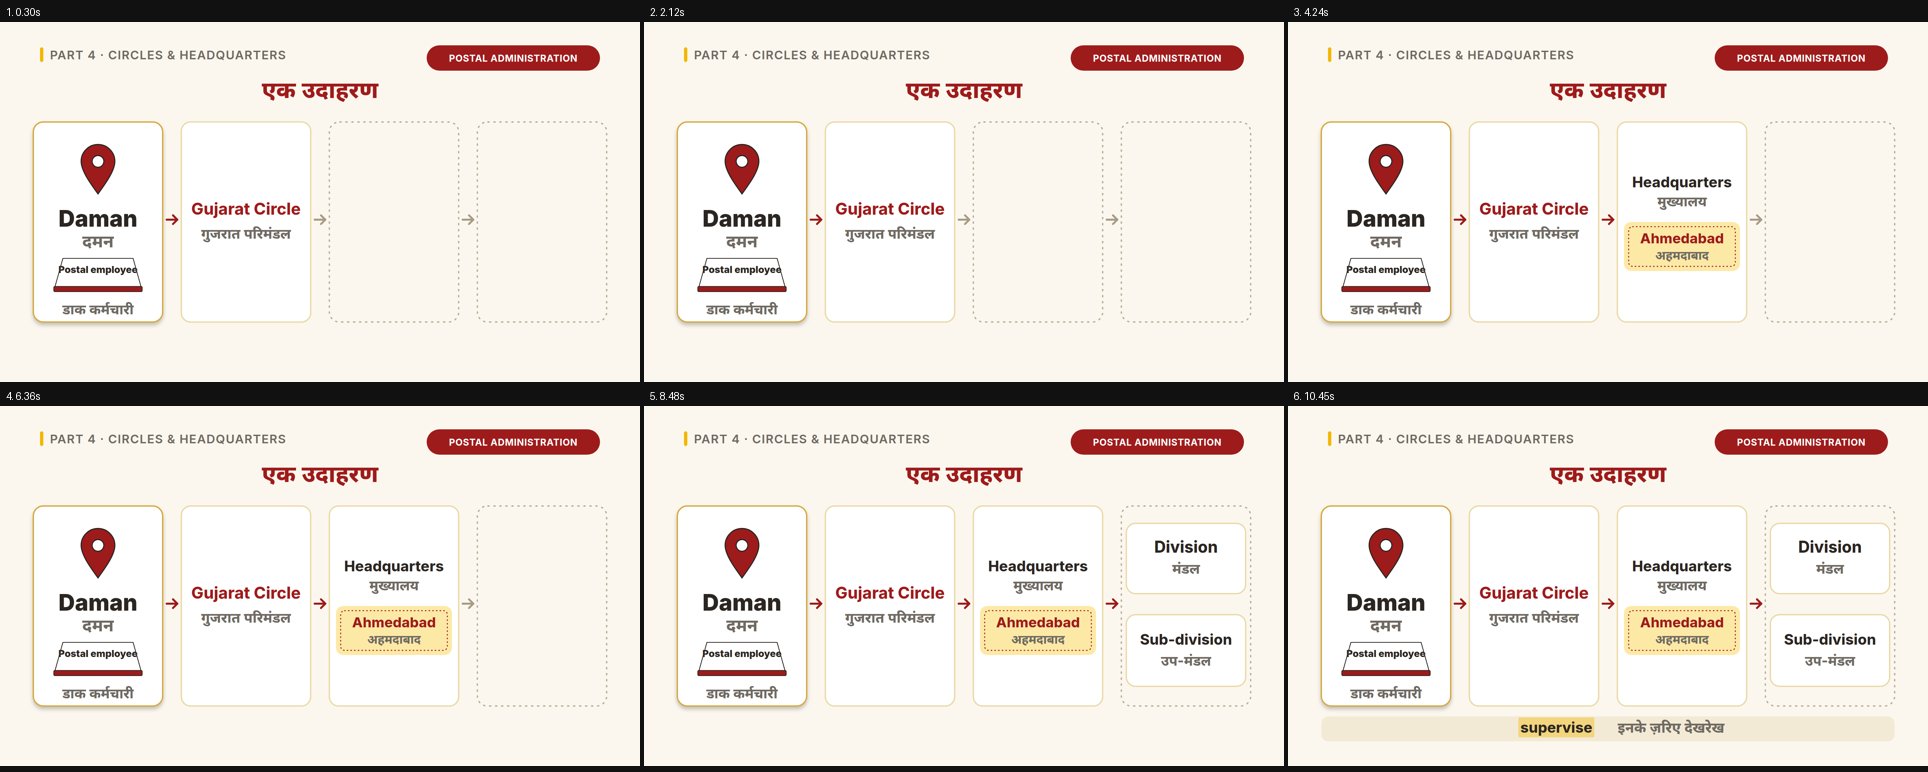 1. 0.30s
PART 4 · CIRCLES & HEADQUARTERS
POSTAL ADMINISTRATION
एक उदाहरण
Daman
दमन
Postal employee
डाक कर्मचारी
Gujarat Circle
गुजरात परिमंडल
2. 2.12s
PART 4 · CIRCLES & HEADQUARTERS
POSTAL ADMINISTRATION
एक उदाहरण
Daman
दमन
Postal employee
डाक कर्मचारी
Gujarat Circle
गुजरात परिमंडल
3. 4.24s
PART 4 · CIRCLES & HEADQUARTERS
POSTAL ADMINISTRATION
एक उदाहरण
Daman
दमन
Postal employee
डाक कर्मचारी
Gujarat Circle
गुजरात परिमंडल
Headquarters
मुख्यालय
Ahmedabad
अहमदाबाद
4. 6.36s
PART 4 · CIRCLES & HEADQUARTERS
POSTAL ADMINISTRATION
एक उदाहरण
Daman
दमन
Postal employee
डाक कर्मचारी
Gujarat Circle
गुजरात परिमंडल
Headquarters
मुख्यालय
Ahmedabad
अहमदाबाद
5. 8.48s
PART 4 · CIRCLES & HEADQUARTERS
POSTAL ADMINISTRATION
एक उदाहरण
Daman
दमन
Postal employee
डाक कर्मचारी
Gujarat Circle
गुजरात परिमंडल
Headquarters
मुख्यालय
Ahmedabad
अहमदाबाद
Division
मंडल
Sub-division
उप-मंडल
6. 10.45s
PART 4 · CIRCLES & HEADQUARTERS
POSTAL ADMINISTRATION
एक उदाहरण
Daman
दमन
Postal employee
डाक कर्मचारी
Gujarat Circle
गुजरात परिमंडल
Headquarters
मुख्यालय
Ahmedabad
अहमदाबाद
Division
मंडल
Sub-division
उप-मंडल
supervise इनके ज़रिए देखरेख